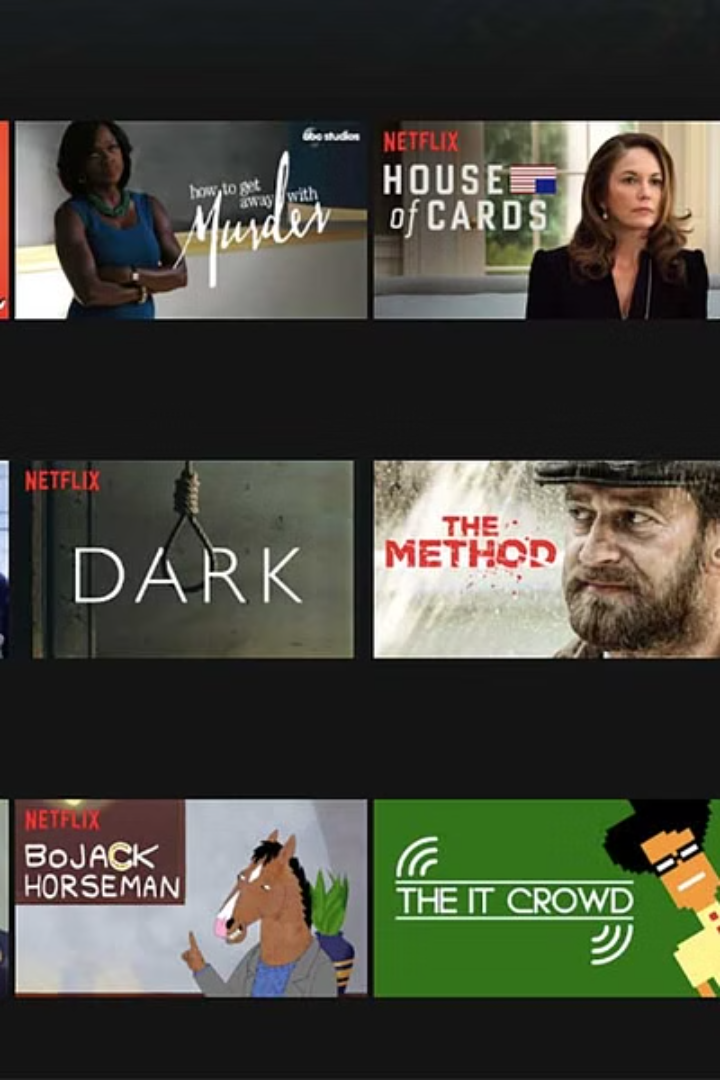 abc studios
how to get
away with
Murder
NETFLIX
HOUSE
of CARDS
NETFLIX
DARK
THE
METHOD
NETFLIX
BOJACK
HORSEMAN
THE IT CROWD